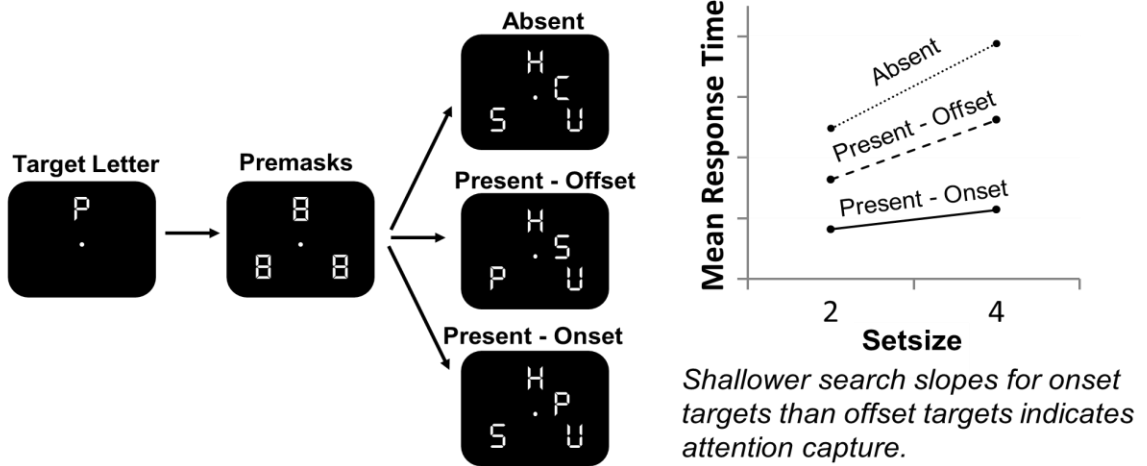 Target Letter
P
Premasks
8
8 8
Absent
H
C
S U
Present - Offset
H
S
P U
Present - Onset
H
P
S U
Mean Response Time
Absent
Present - Offset
Present - Onset
2 4
Setsize
Shallower search slopes for onset
targets than offset targets indicates
attention capture.